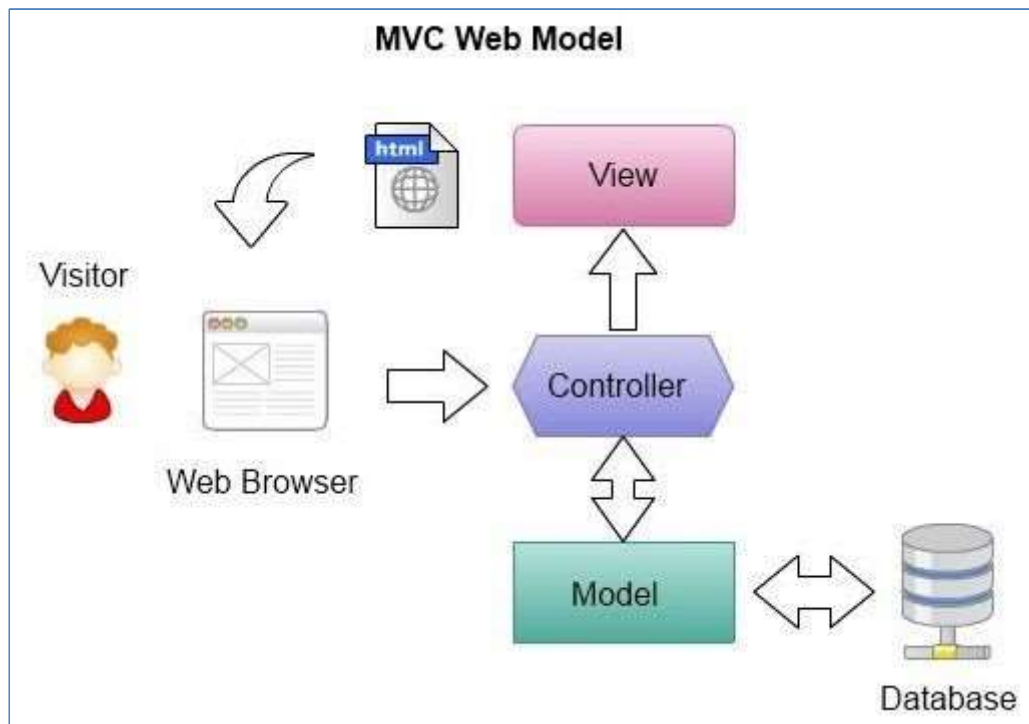 MVC Web Model
html
View
Visitor
Controller
Web Browser
Model
Database